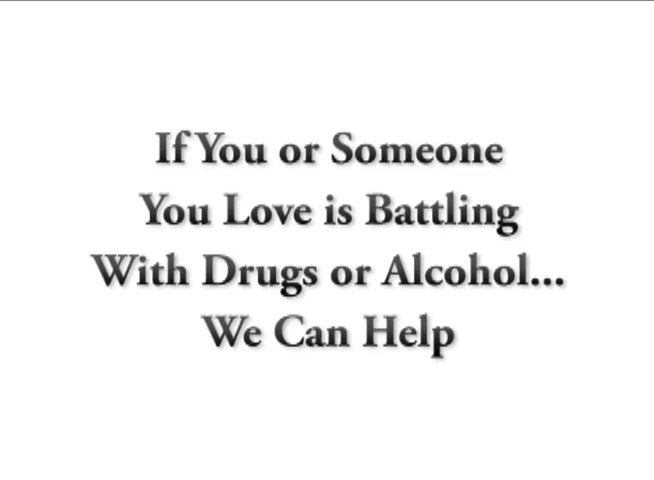 If You or Someone
You Love is Battling
With Drugs or Alcohol...
We Can Help